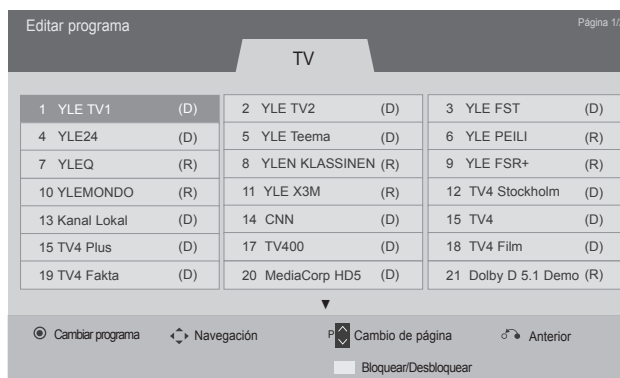 Editar programa Página 1/
TV
1 YLE TV1 (D) 2 YLE TV2 (D) 3 YLE FST (D)
4 YLE24 (D) 5 YLE Teema (D) 6 YLE PEILI (R)
7 YLEQ (R) 8 YLEN KLASSINEN (R) 9 YLE FSR+ (R)
10 YLEMONDO (R) 11 YLE X3M (R) 12 TV4 Stockholm (D)
13 Kanal Lokal (D) 14 CNN (D) 15 TV4 (D)
15 TV4 Plus (D) 17 TV400 (D) 18 TV4 Film (D)
19 TV4 Fakta (D) 20 MediaCorp HD5 (D) 21 Dolby D 5.1 Demo (R)
Cambiar programa Navegación P Cambio de página Anterior
Bloquear/Desbloquear